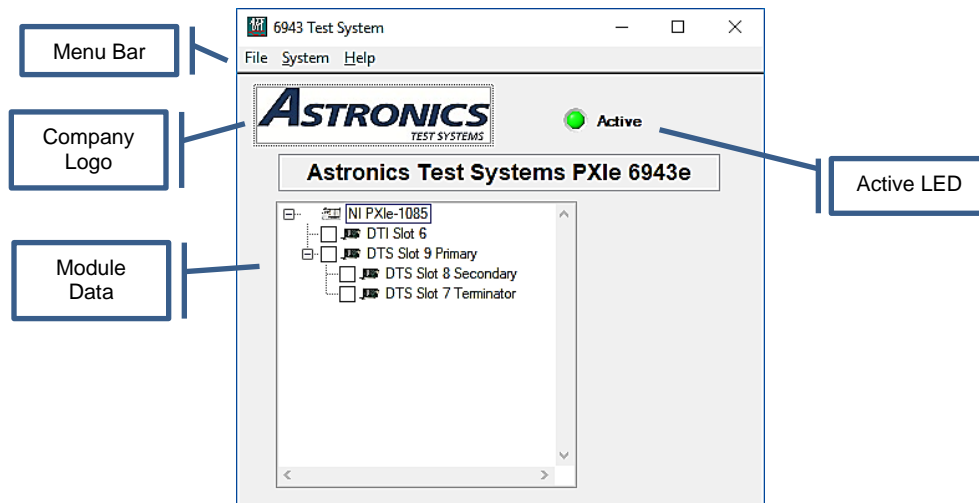 6943 Test System
Menu Bar
File System Help
ASTRONICS
TEST SYSTEMS
Active
Company
Logo
Astronics Test Systems PXIe 6943e
Active LED
NI PXIe-1085
DTI Slot 6
DTS Slot 9 Primary
Module
Data
DTS Slot 8 Secondary
DTS Slot 7 Terminator